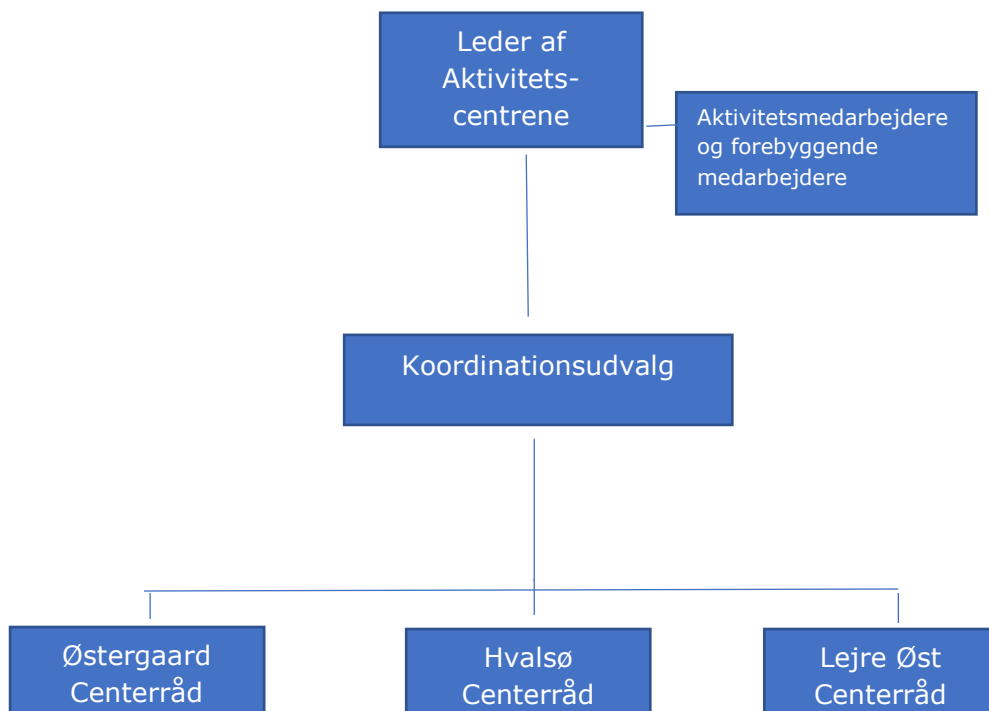 Leder af
Aktivitets-
centrene
Aktivitetsmedarbejdere
og forebyggende
medarbejdere
Koordinationsudvalg
Østergaard
Centerråd
Hvalsø
Centerråd
Lejre Øst
Centerråd